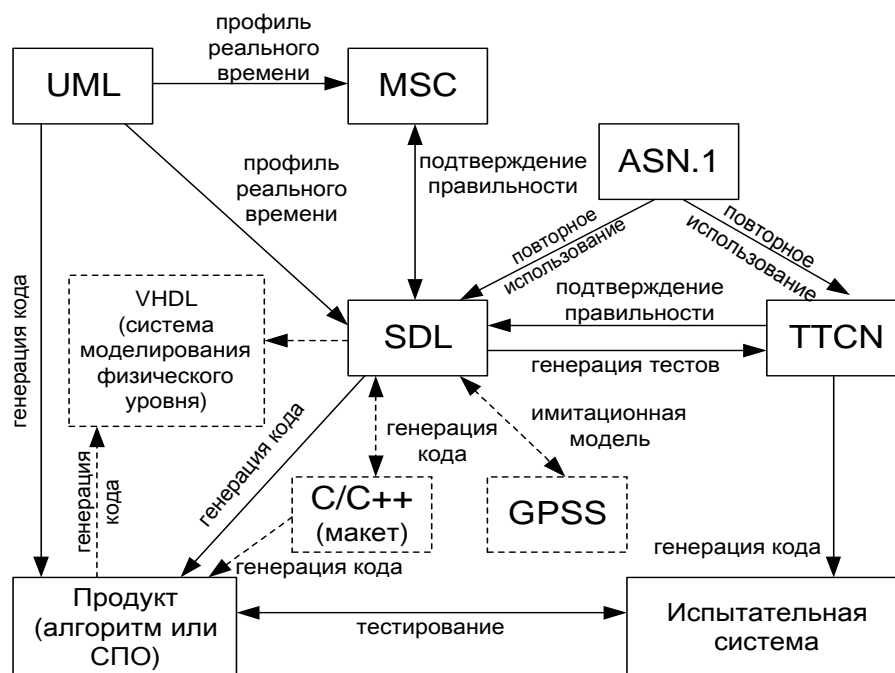 профиль
реального
времени
UML
MSC
ASN.1
профиль
реального
времени
подтверждение
правильности
повторное
использование
повторное
использование
генерация кода
VHDL
(система
моделирования
физического
уровня)
SDL
подтверждение
правильности
TTCN
генерация тестов
генерация
кода
имитационная
модель
генерация кода
генерация
кода
C/C++
(макет)
GPSS
генерация кода
генерация кода
Продукт
(алгоритм или
СПО)
тестирование
Испытательная
система